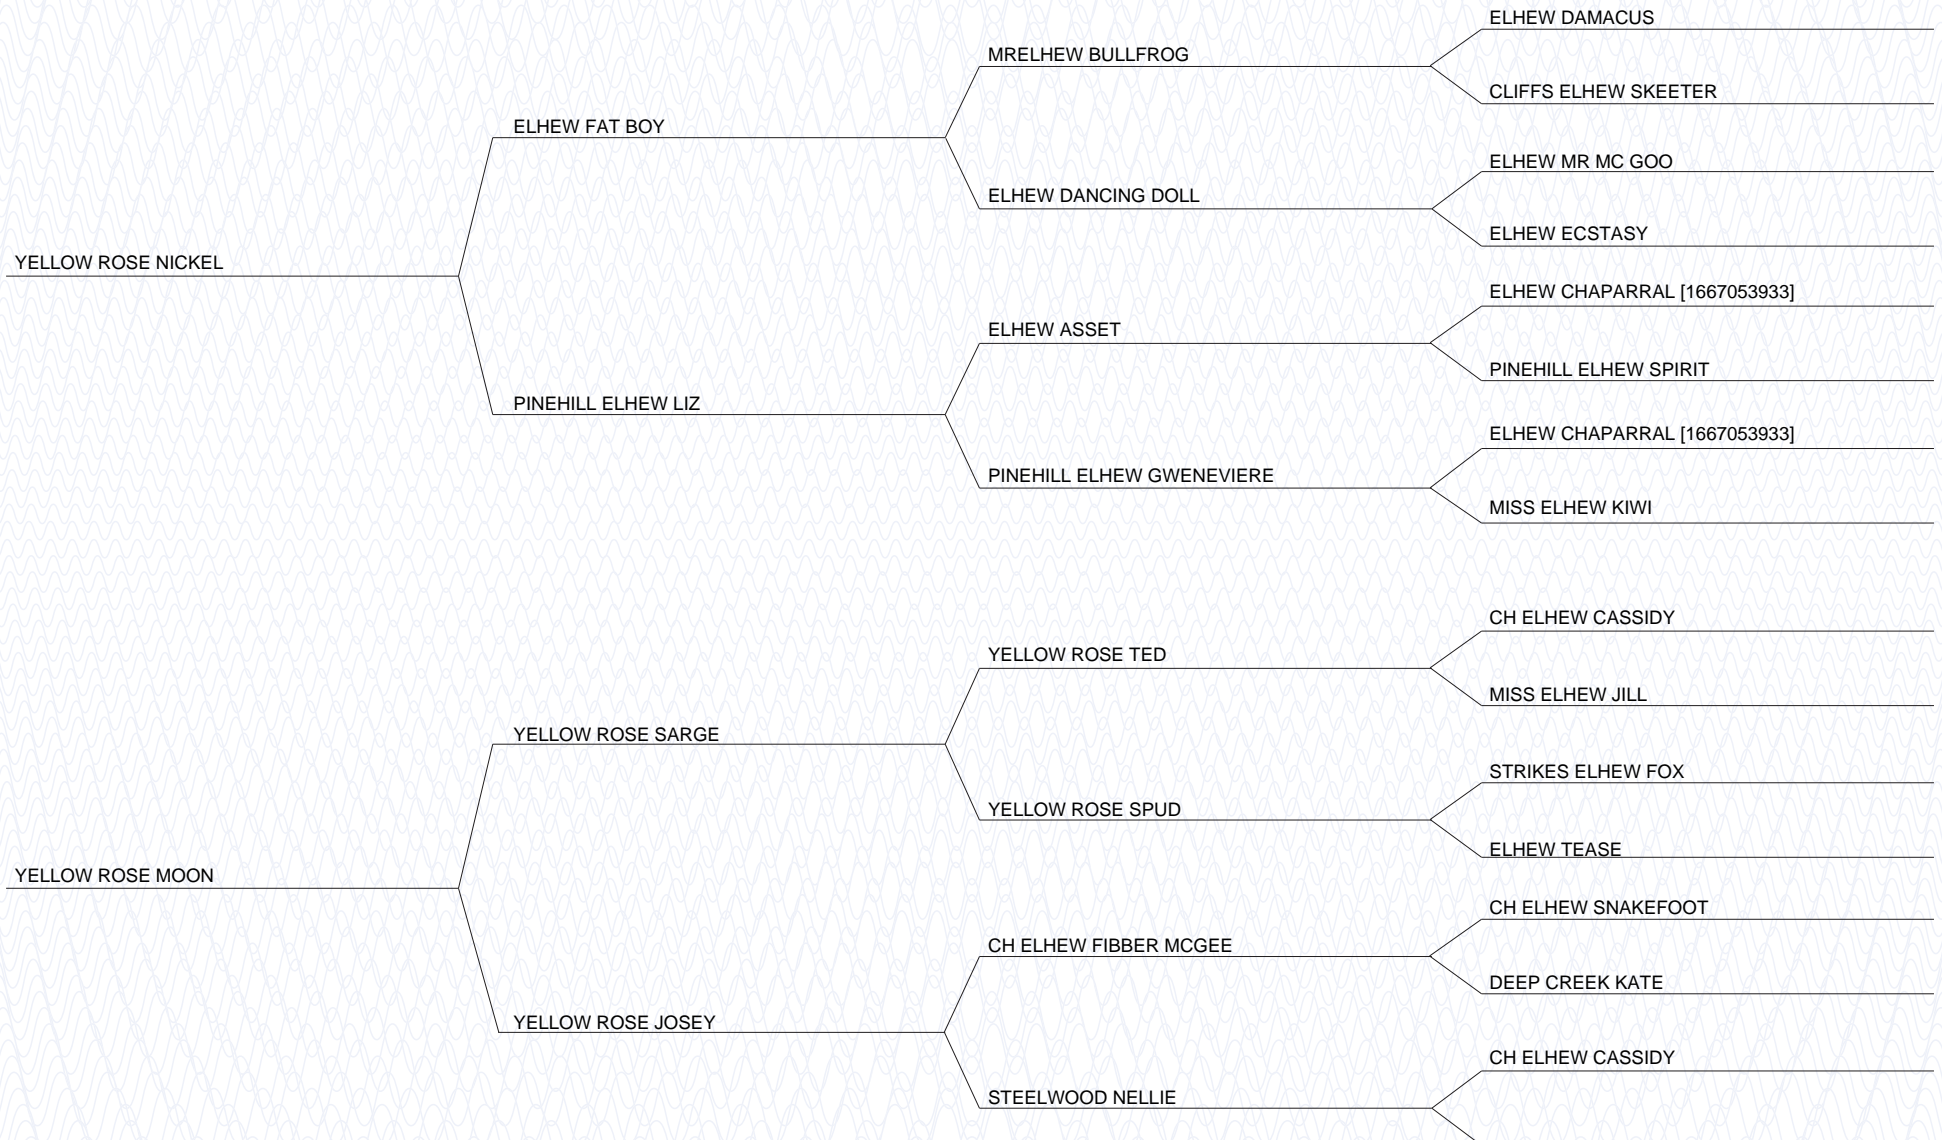 ELHEW DAMACUS
MRELHEW BULLFROG
CLIFFS ELHEW SKEETER
ELHEW FAT BOY
ELHEW MR MC GOO
ELHEW DANCING DOLL
ELHEW ECSTASY
YELLOW ROSE NICKEL
ELHEW CHAPARRAL [1667053933]
ELHEW ASSET
PINEHILL ELHEW SPIRIT
PINEHILL ELHEW LIZ
ELHEW CHAPARRAL [1667053933]
PINEHILL ELHEW GWENEVIERE
MISS ELHEW KIWI
CH ELHEW CASSIDY
YELLOW ROSE TED
MISS ELHEW JILL
YELLOW ROSE SARGE
STRIKES ELHEW FOX
YELLOW ROSE SPUD
ELHEW TEASE
YELLOW ROSE MOON
CH ELHEW SNAKEFOOT
CH ELHEW FIBBER MCGEE
DEEP CREEK KATE
YELLOW ROSE JOSEY
CH ELHEW CASSIDY
STEELWOOD NELLIE